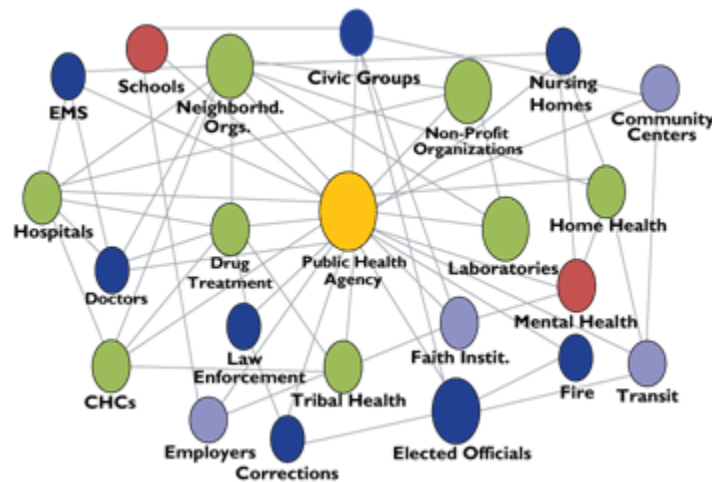 Civic Groups
Schools
Neighborhd.
Orgs.
EMS
Nursing
Homes
Community
Centers
Non-Profit
Organizations
Hospitals
Home Health
Drug
Treatment
Public Health
Agency
Laboratories
Doctors
Mental Health
Law
Enforcement
Faith Instit.
Fire
Transit
CHCs
Tribal Health
Employers
Elected Officials
Corrections